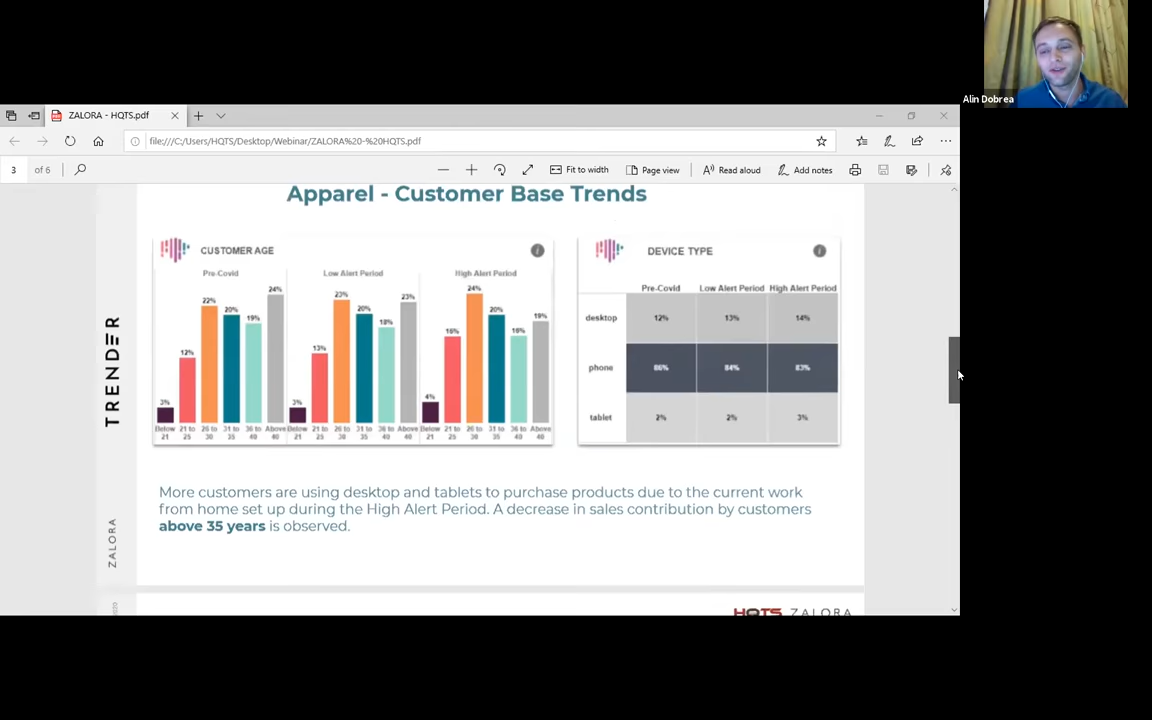 Alin Dobrea
ZALORA - HQTS.pdf
file:///C:/Users/HQTS/Desktop/Webinar/ZALORA%20-%20HQTS.pdf
3 of 6
Fit to width
Page view
Read aloud
Add notes
Apparel - Customer Base Trends
CUSTOMER AGE
Pre-Covid Low Alert Period High Alert Period
3% 12% 22% 20% 19% 24%
3% 13% 23% 20% 18% 23%
4% 16% 24% 20% 16% 19%
Below 21 to 26 to 31 to 36 to Above Below 21 to 26 to 31 to 36 to Above Below 21 to 26 to 31 to 36 to Above
21 25 30 35 40 40 21 25 30 35 40 40 21 25 30 35 40 40
DEVICE TYPE
Pre-Covid Low Alert Period High Alert Period
desktop 12% 13% 14%
phone 86% 84% 83%
tablet 2% 2% 3%
TRENDER
ZALORA
More customers are using desktop and tablets to purchase products due to the current work
from home set up during the High Alert Period. A decrease in sales contribution by customers
above 35 years is observed.
HQTS ZALORA